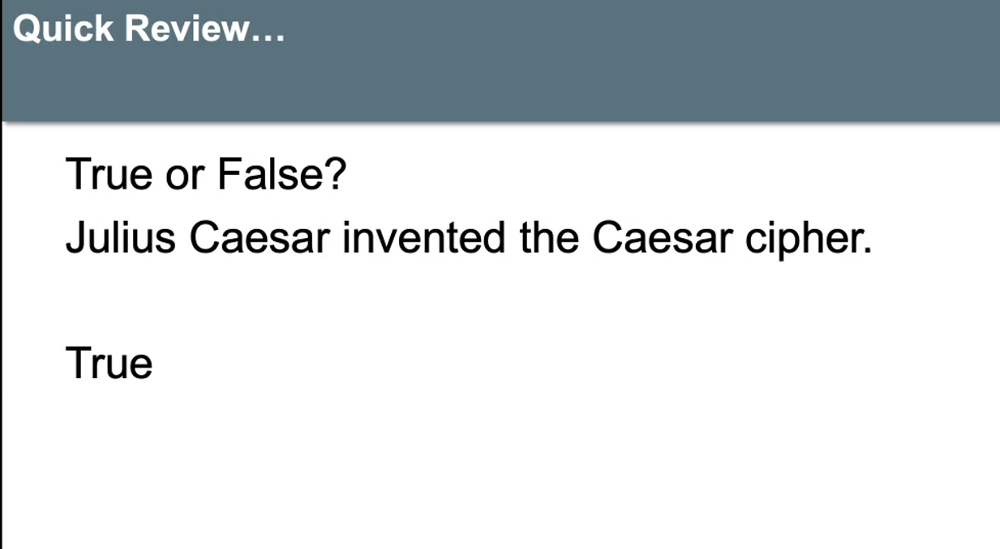 Quick Review...
True or False?
Julius Caesar invented the Caesar cipher.
True